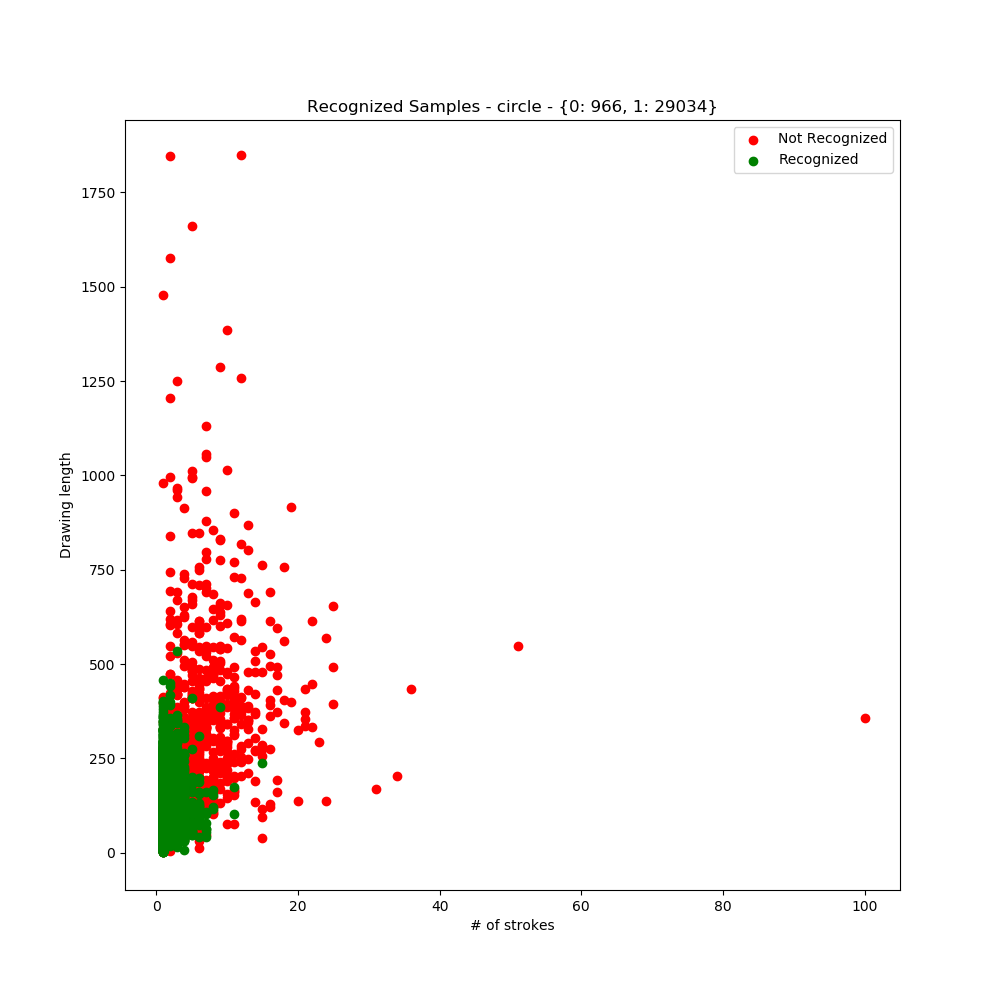 Recognized Samples - circle - {0: 966, 1: 29034}
Not Recognized
Recognized
1750
1500
1250
1000
750
500
250
0
Drawing length
0 20 40 60 80 100
# of strokes